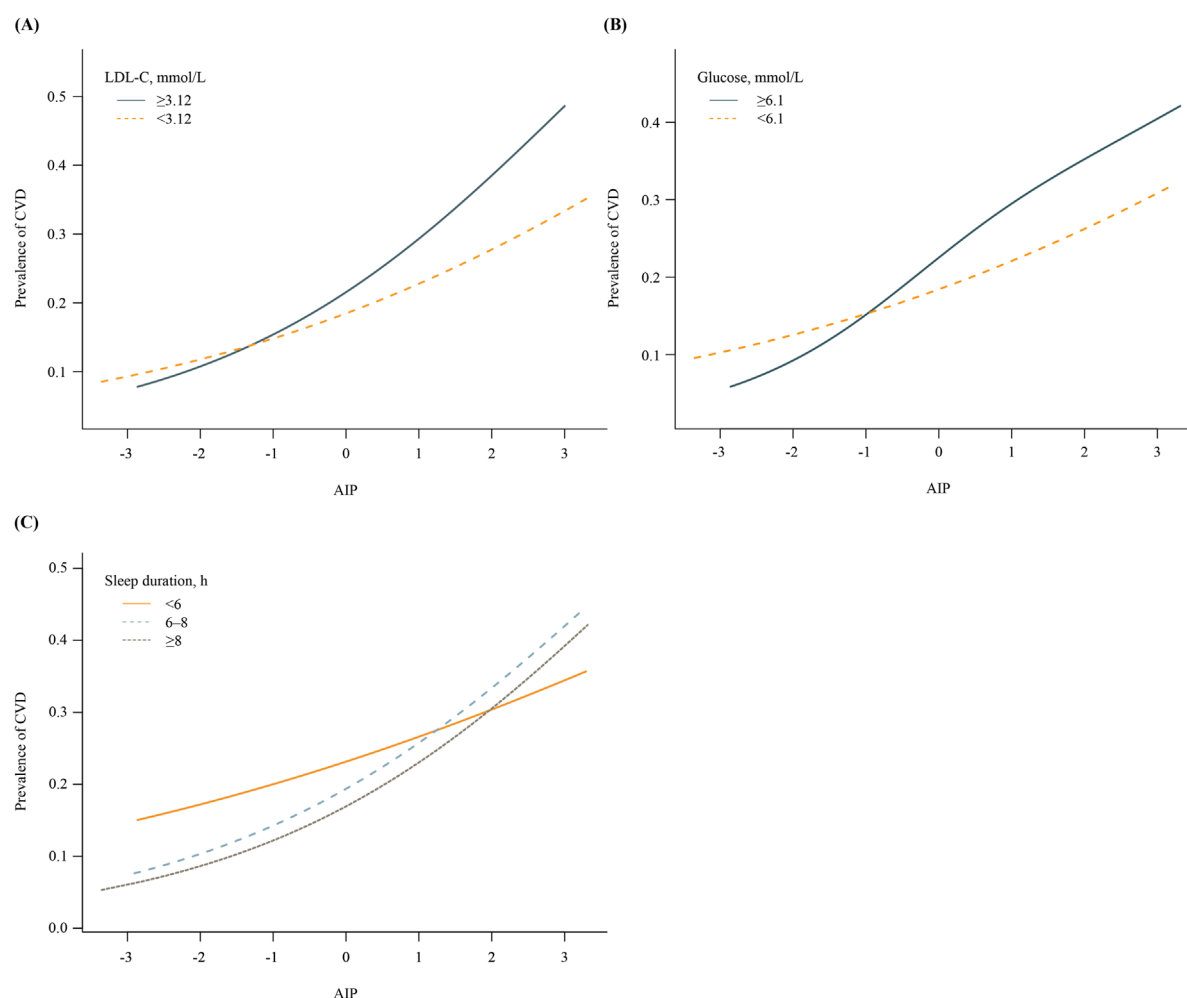 (A)
LDL-C, mmol/L
≥3.12
<3.12
Prevalence of CVD
0.5
0.4
0.3
0.2
0.1
-3 -2 -1 0 1 2 3
AIP
(B)
Glucose, mmol/L
≥6.1
<6.1
Prevalence of CVD
0.4
0.3
0.2
0.1
-3 -2 -1 0 1 2 3
AIP
(C)
Sleep duration, h
<6
6–8
≥8
Prevalence of CVD
0.5
0.4
0.3
0.2
0.1
0.0
-3 -2 -1 0 1 2 3
AIP